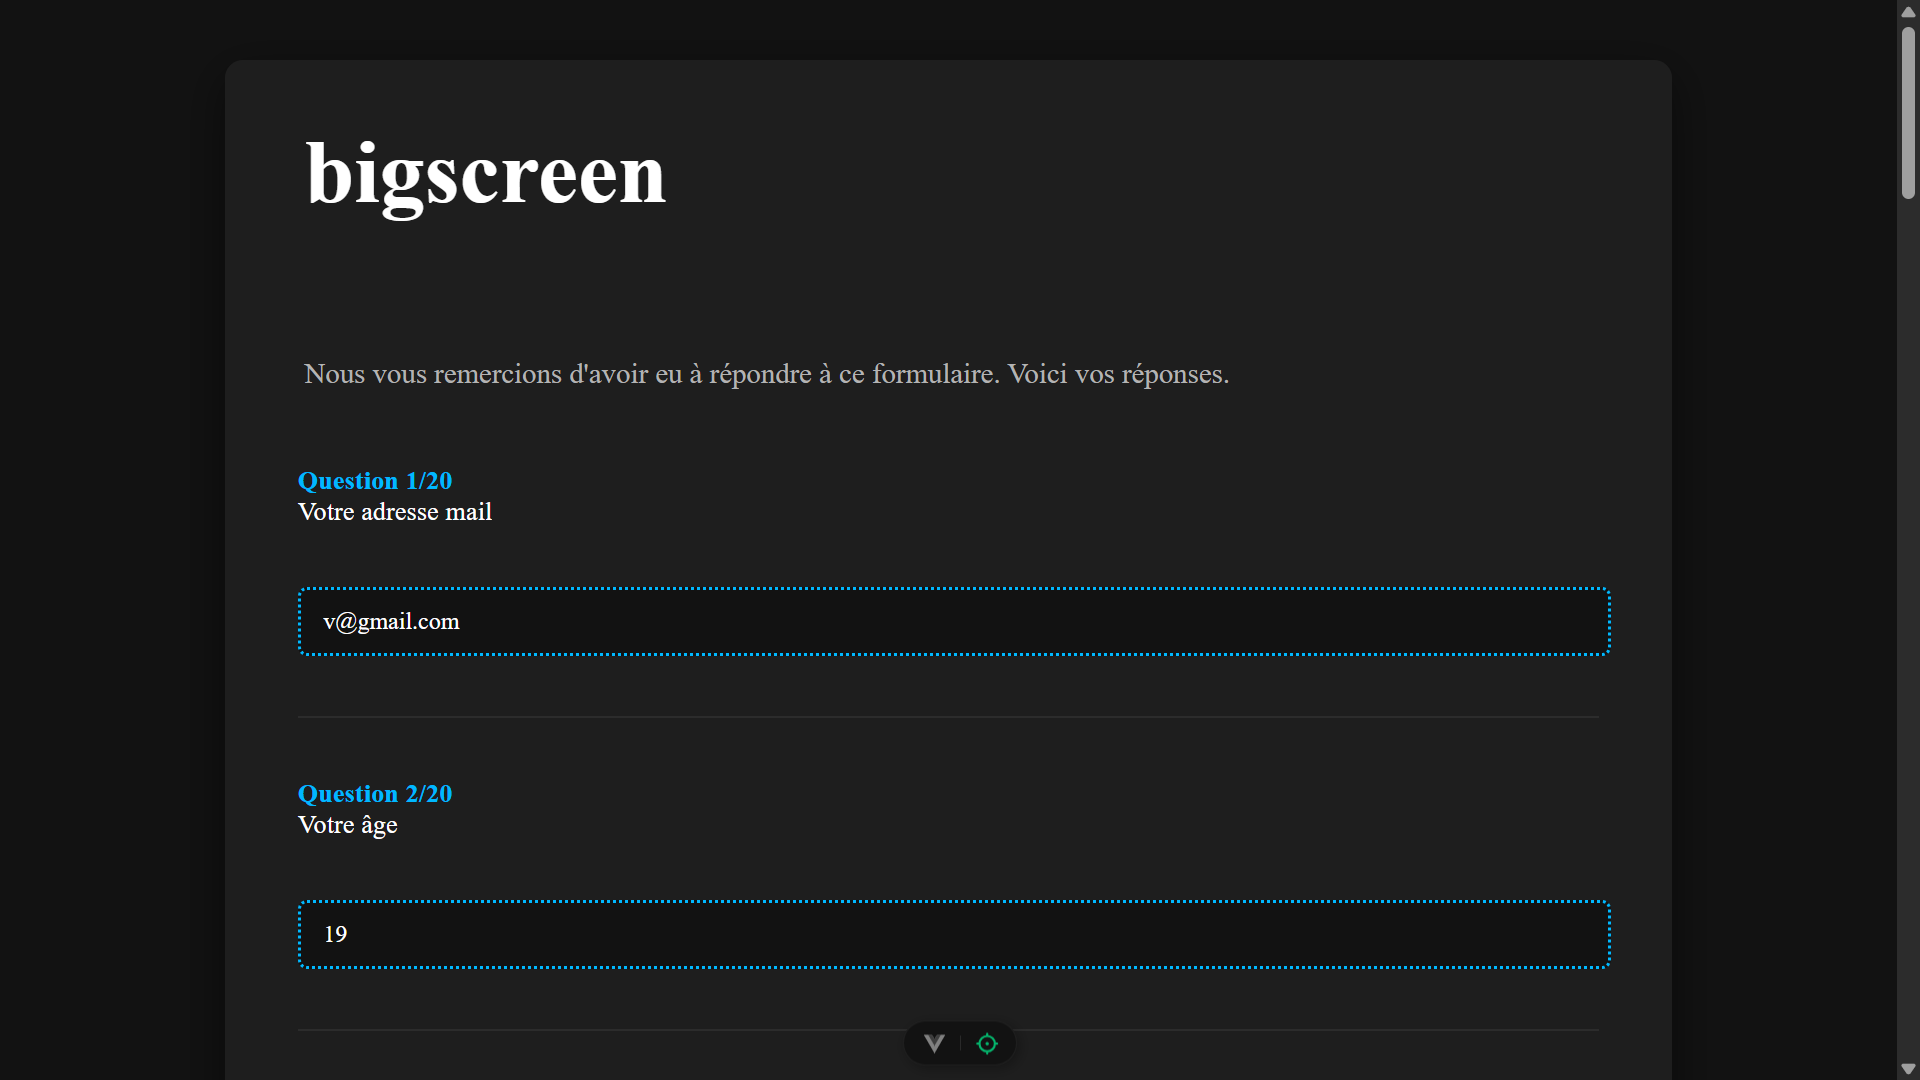 bigscreen
Nous vous remercions d'avoir eu à répondre à ce formulaire. Voici vos réponses.
Question 1/20
Votre adresse mail
v@gmail.com
Question 2/20
Votre âge
19